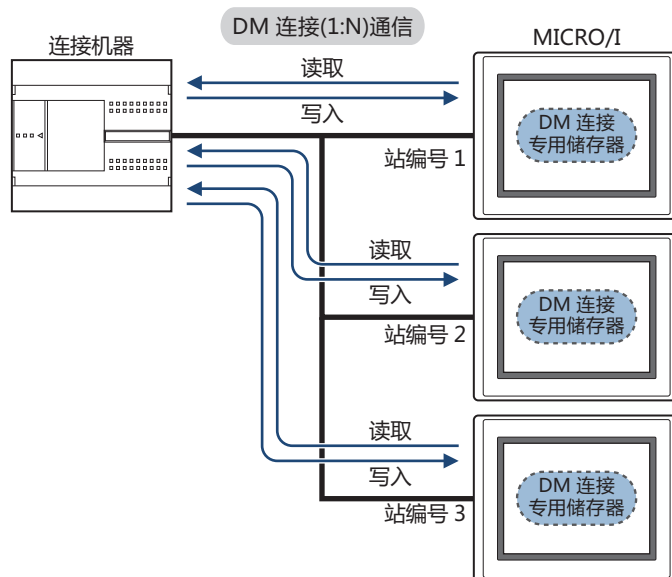 DM 连接(1:N)通信
连接机器
MICRO/I
读取
写入
DM 连接
专用储存器
站编号 1
读取
写入
DM 连接
专用储存器
站编号 2
读取
写入
DM 连接
专用储存器
站编号 3